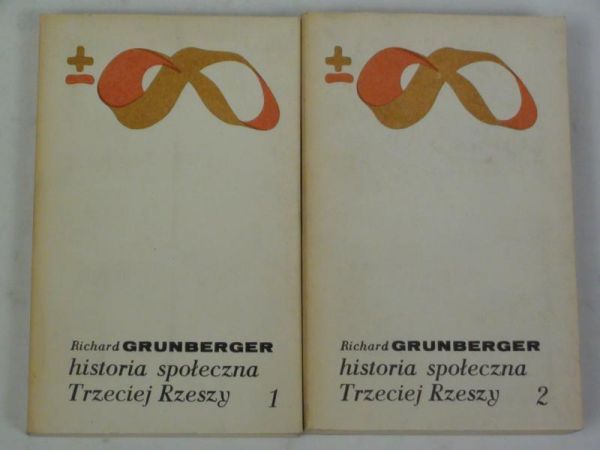 ±
Richard GRUNBERGER
historia społeczna
Trzeciej Rzeszy 1
±
Richard GRUNBERGER
historia społeczna
Trzeciej Rzeszy 2